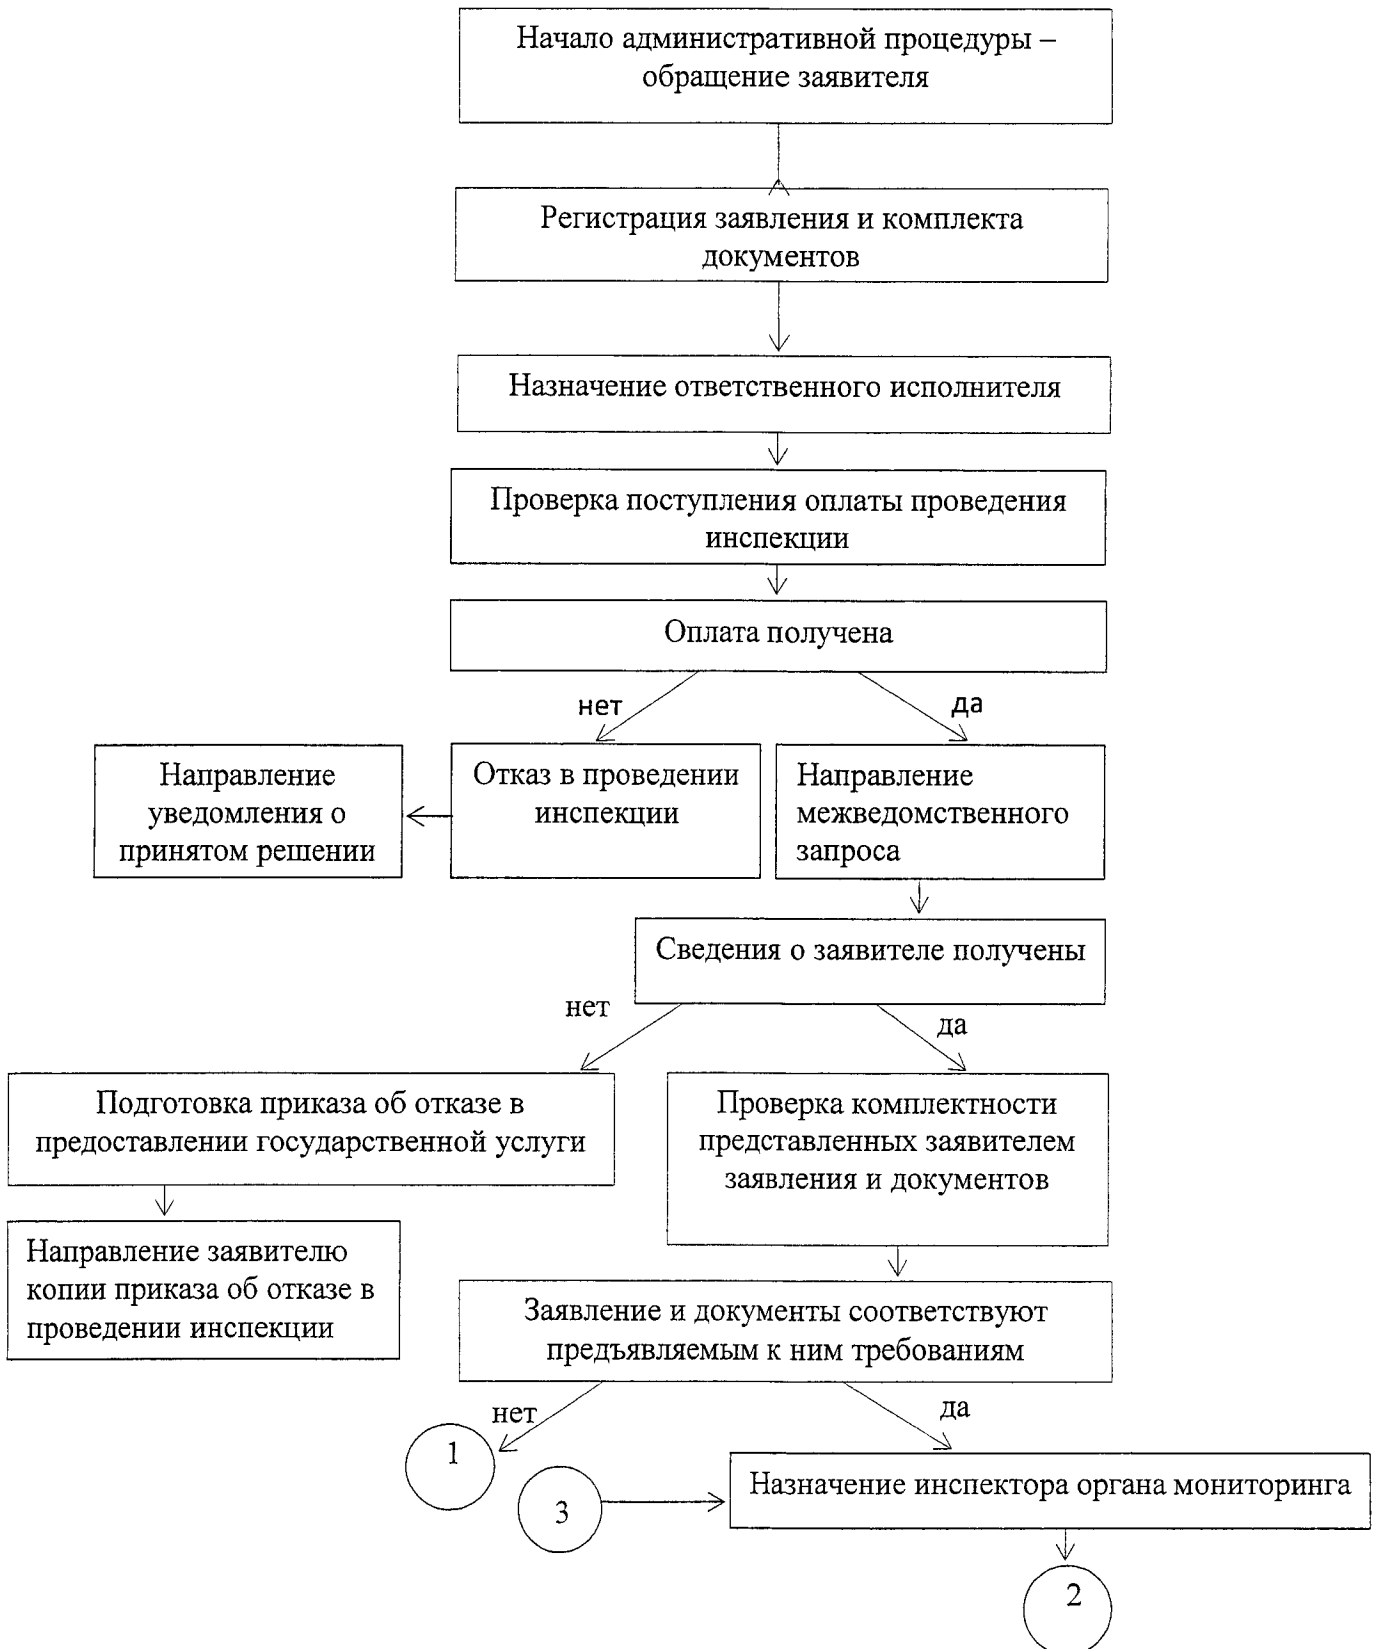 Начало административной процедуры –
обращение заявителя
Регистрация заявления и комплекта
документов
Назначение ответственного исполнителя
Проверка поступления оплаты проведения
инспекции
Оплата получена
нет
да
Направление
уведомления о
принятом решении
Отказ в проведении
инспекции
Направление
межведомственного
запроса
Сведения о заявителе получены
нет
да
Подготовка приказа об отказе в
предоставлении государственной услуги
Проверка комплектности
представленных заявителем
заявления и документов
Направление заявителю
копии приказа об отказе в
проведении инспекции
Заявление и документы соответствуют
предъявляемым к ним требованиям
нет
да
1
3
Назначение инспектора органа мониторинга
2